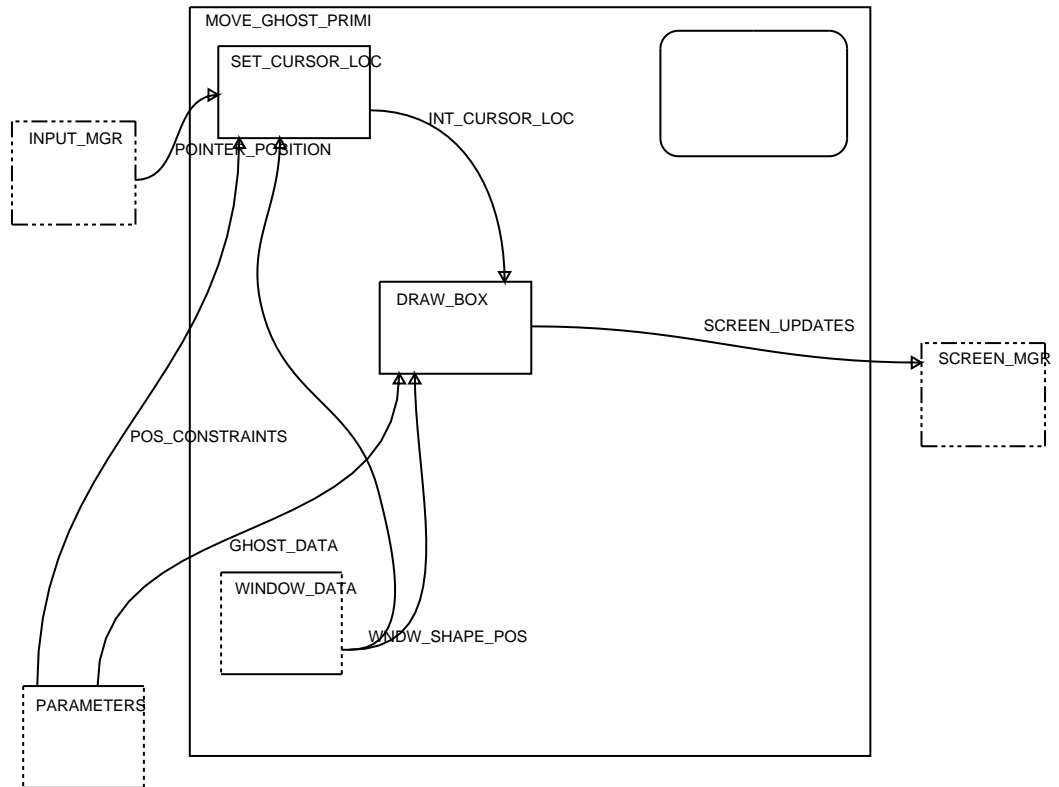 MOVE_GHOST_PRIMI
SET_CURSOR_LOC
INT_CURSOR_LOC
INPUT_MGR
POINTER_POSITION
DRAW_BOX
SCREEN_UPDATES
SCREEN_MGR
POS_CONSTRAINTS
GHOST_DATA
WINDOW_DATA
WNDW_SHAPE_POS
PARAMETERS